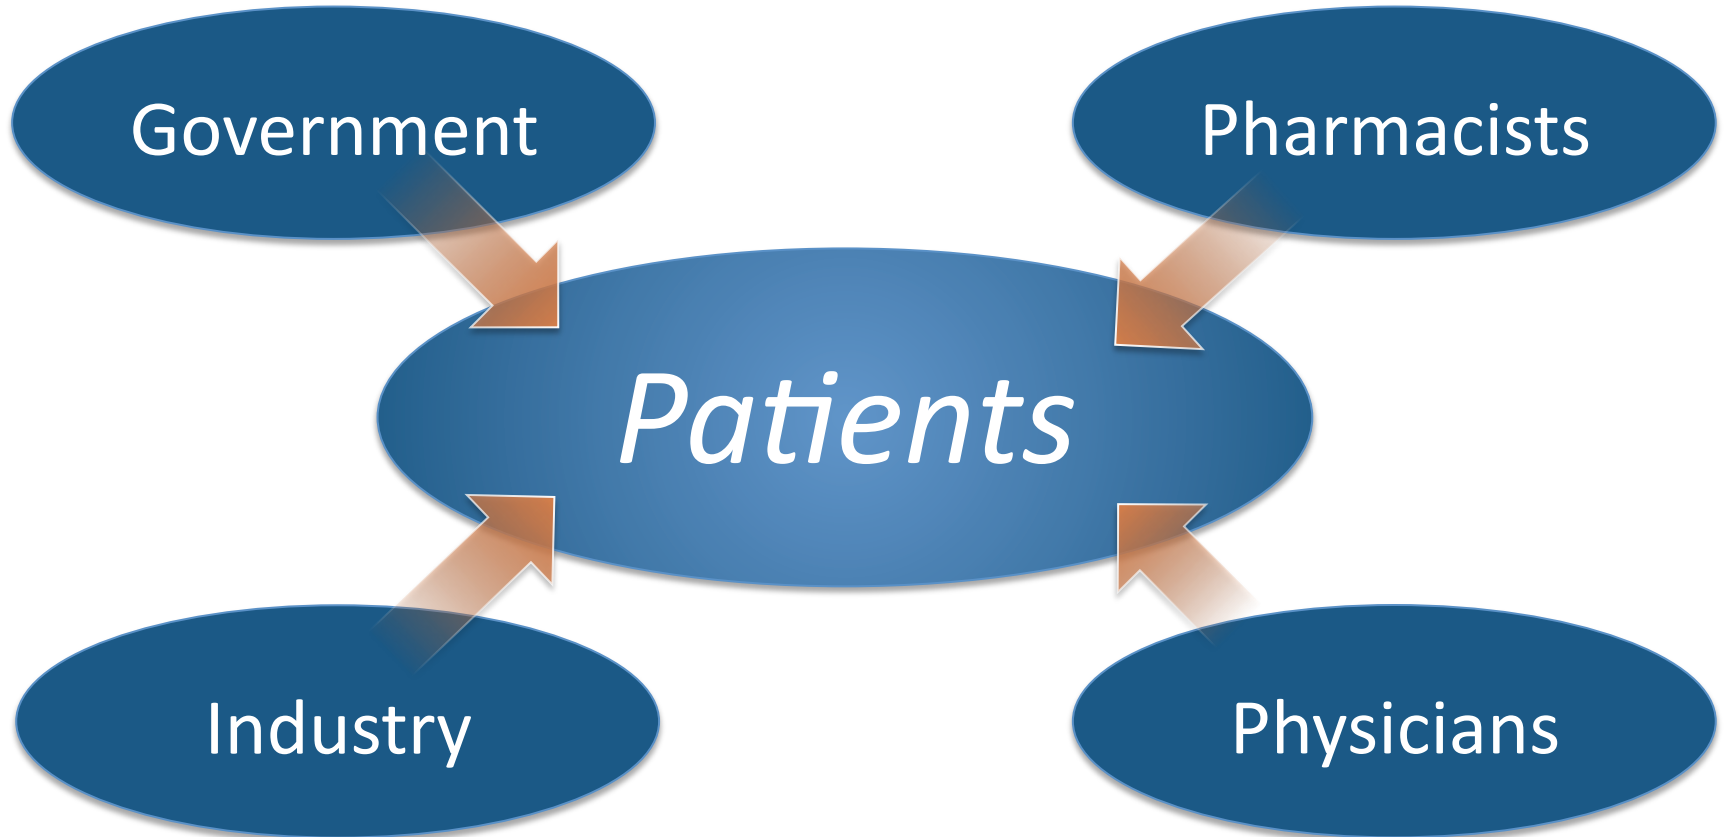 Government
Pharmacists
Patients
Industry
Physicians